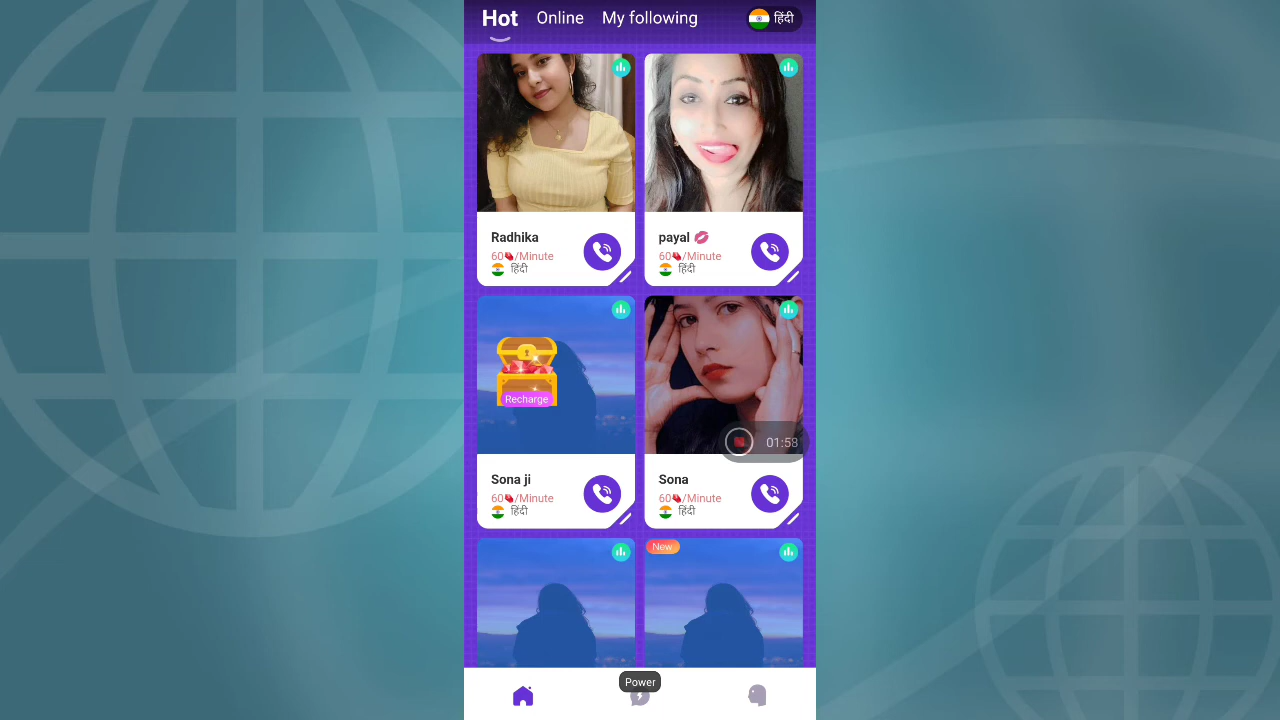 Hot Online My following हिंदी
Radhika
60/Minute
हिंदी
payal
60/Minute
हिंदी
Recharge
Sona ji
60/Minute
हिंदी
01:53
Sona
60/Minute
हिंदी
New
Power